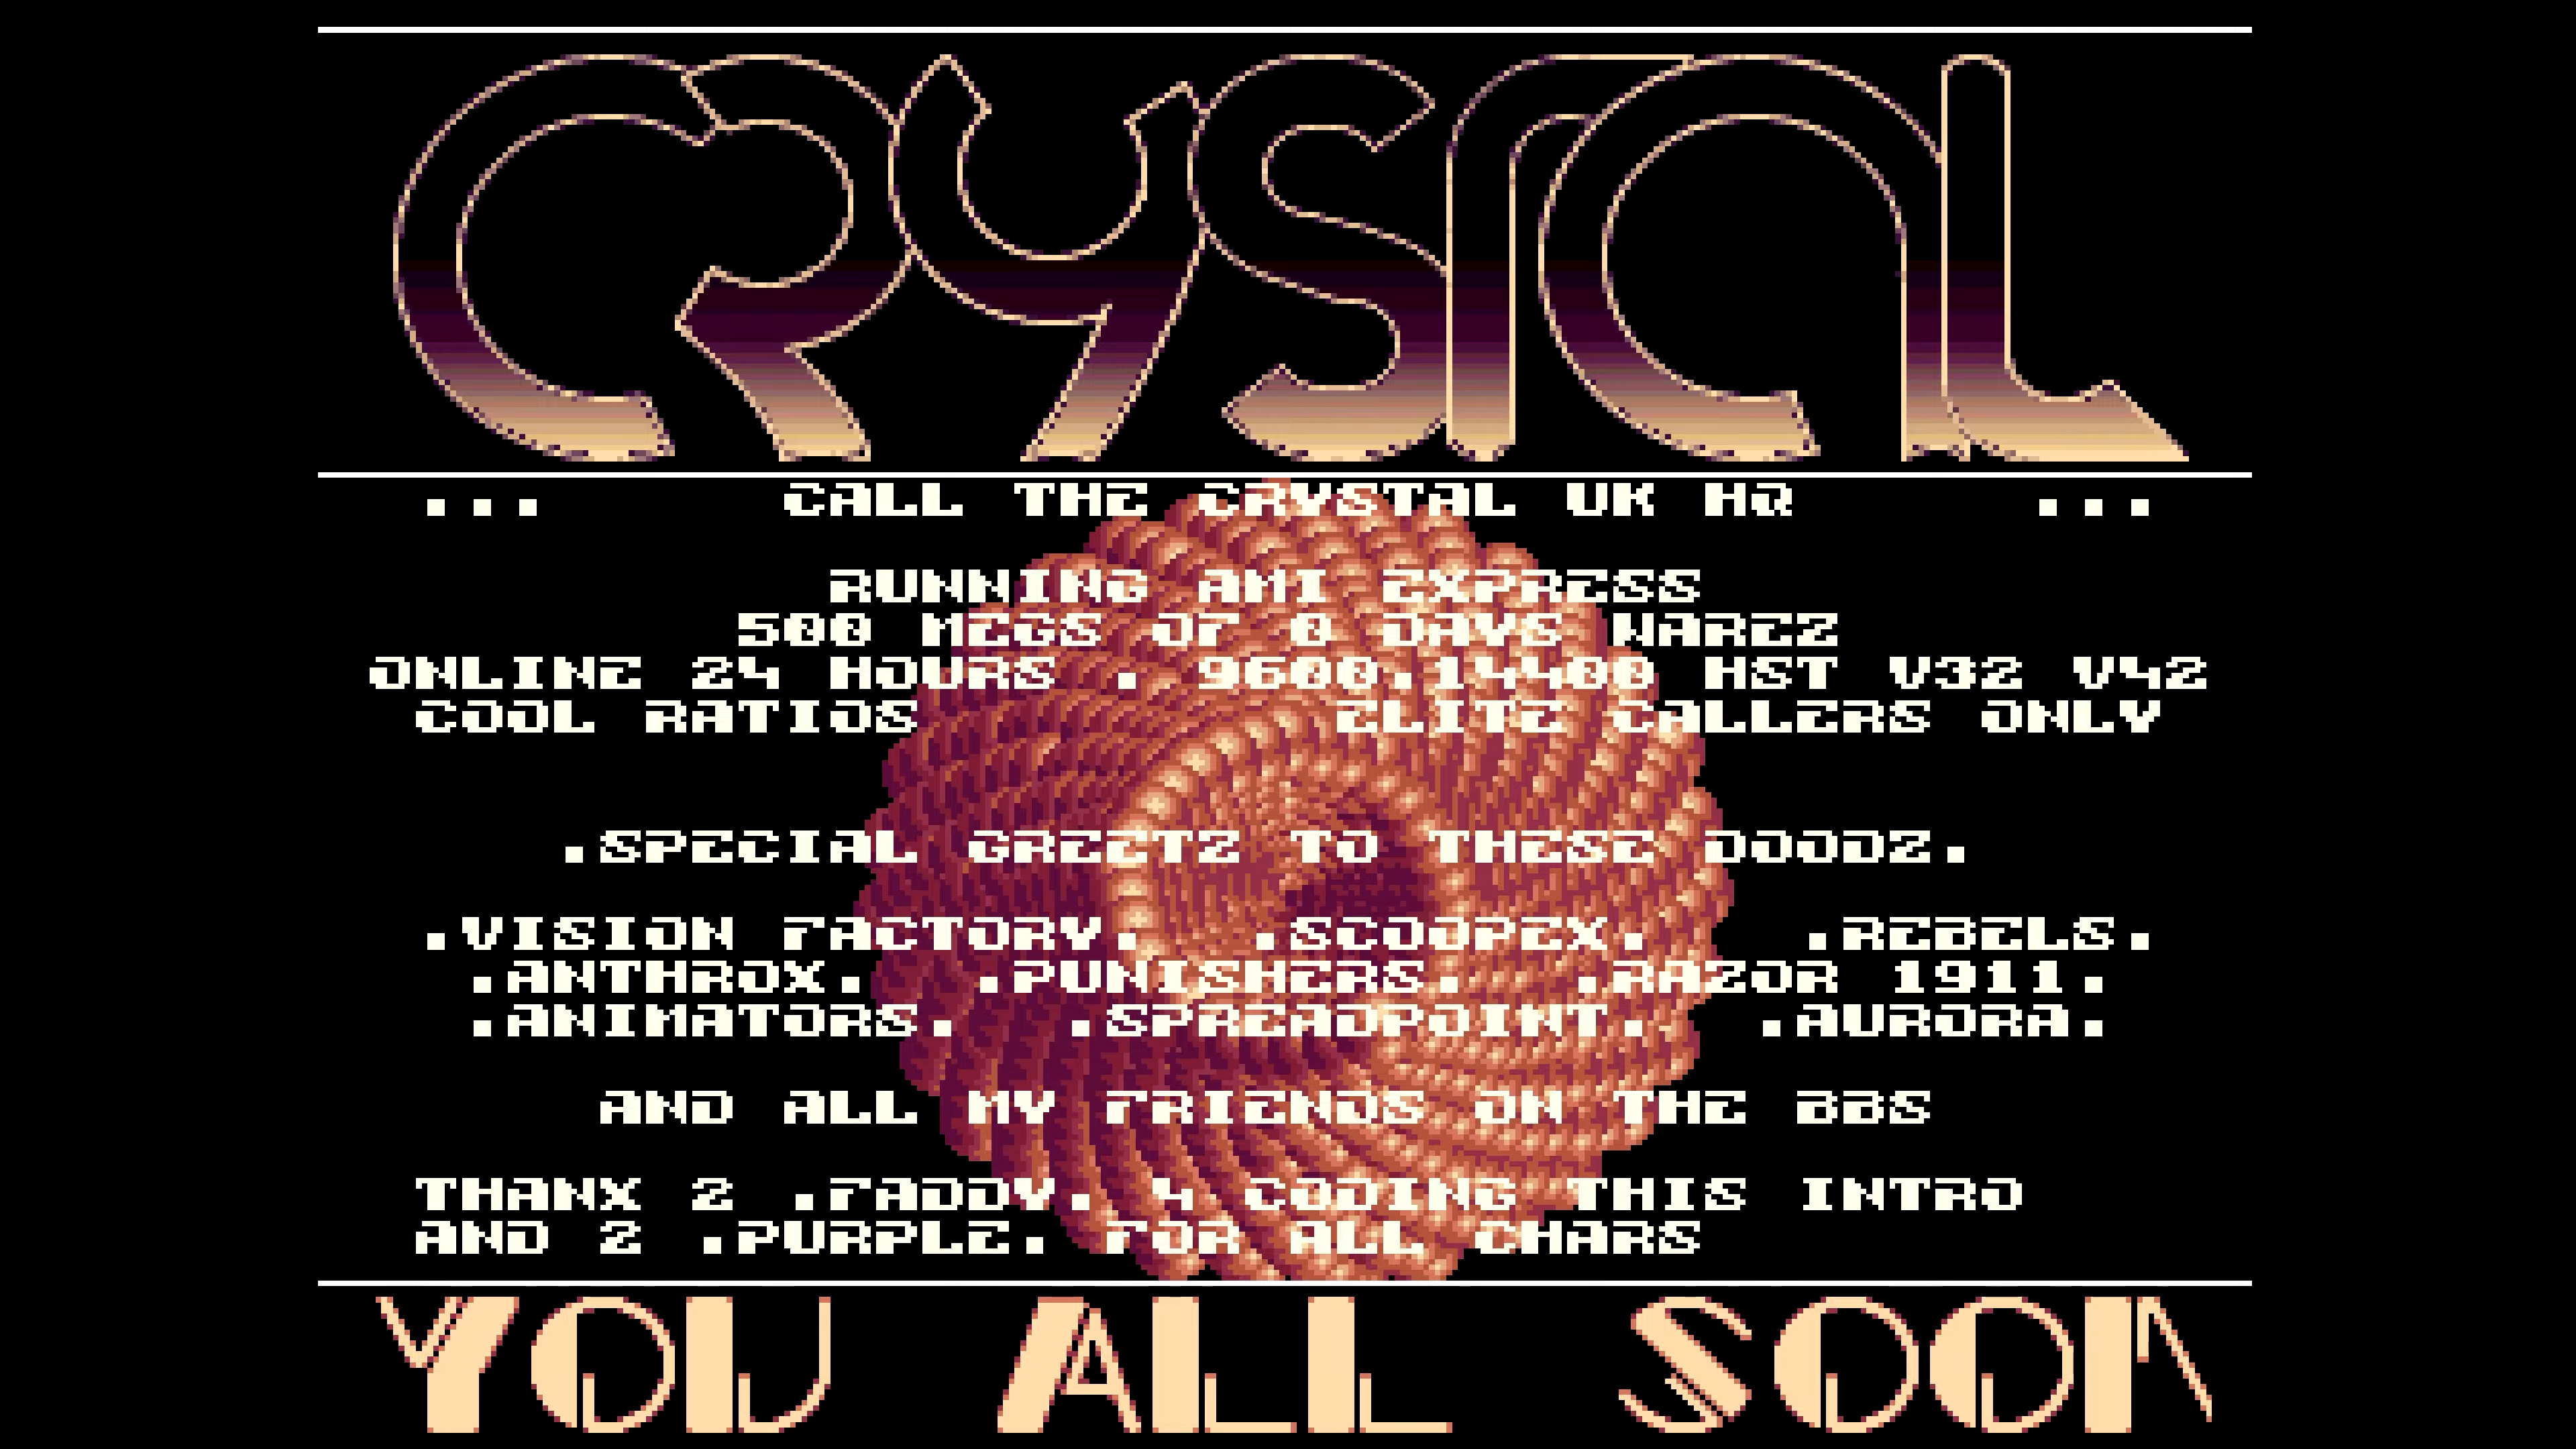 CRYSTAL
... CALL THE CRYSTAL UK HQ ...
RUNNING AMI EXPRESS
500 MEGS OF 0 DAYS WAREZ
ONLINE 24 HOURS . 9600.14400 HST V32 V42
COOL RATIOS ELITE CALLERS ONLY
.SPECIAL GREETZ TO THESE DOODZ.
.VISION FACTORY. .SCOOPEX. .REBELS.
.ANTHROX. .PUNISHERS. .RAZOR 1911.
.ANIMATORS. .SPREADPOINT. .AURORA.
AND ALL MY FRIENDS ON THE BBS
THANX 2 .FADDY. 4 CODING THIS INTRO
AND 2 .PURPLE. FOR ALL CHARS
YOU ALL SOON